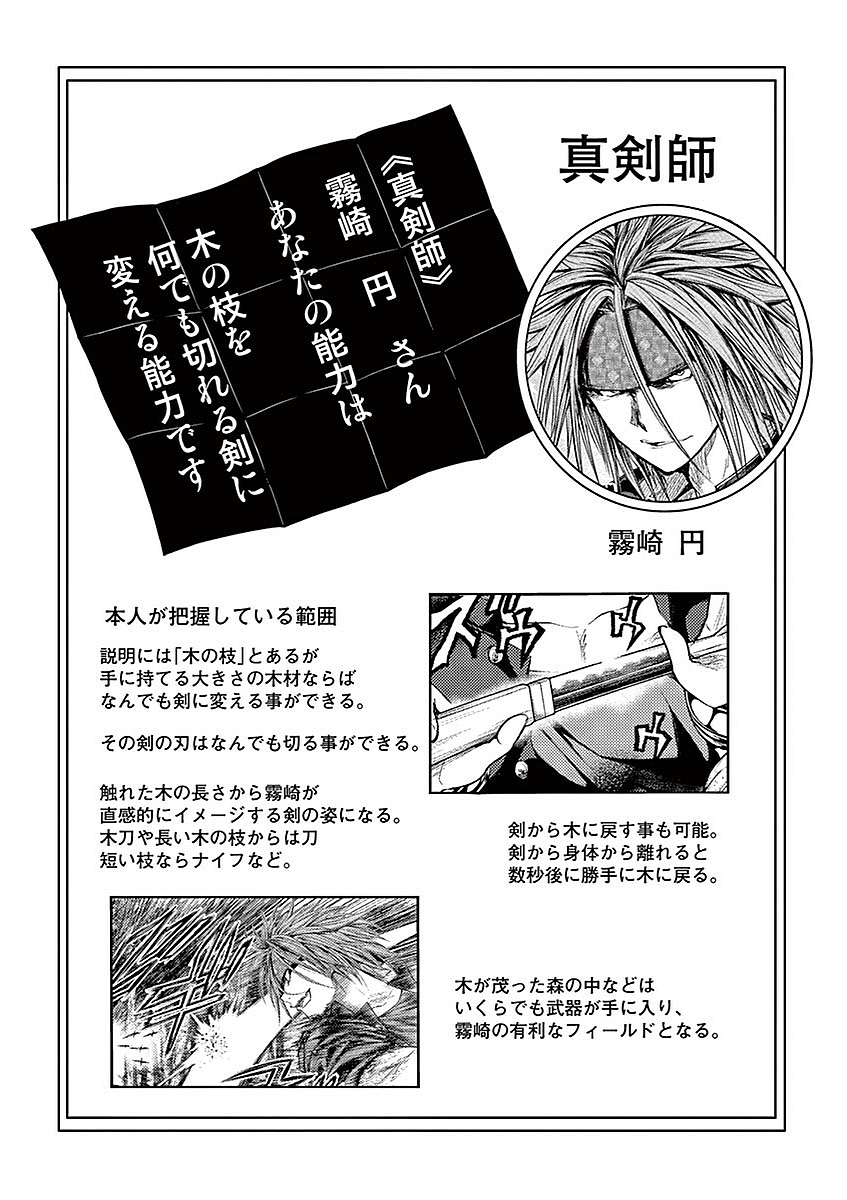 真剣師
《真剣師》
霧崎 円 さん
あなたの能力は
木の枝を
何でも切れる剣に
変える能力です
霧崎 円
本人が把握している範囲
説明には「木の枝」とあるが
手に持てる大きさの木材ならば
なんでも剣に変える事ができる。
その剣の刃はなんでも切る事ができる。
触れた木の長さから霧崎が
直感的にイメージする剣の姿になる。
木刀や長い木の枝からは刀
短い枝ならナイフなど。
ズヴ
ヴヴ
剣から木に戻す事も可能。
剣から身体から離れると
数秒後に勝手に木に戻る。
木が茂った森の中などは
いくらでも武器が手に入り、
霧崎の有利なフィールドとなる。